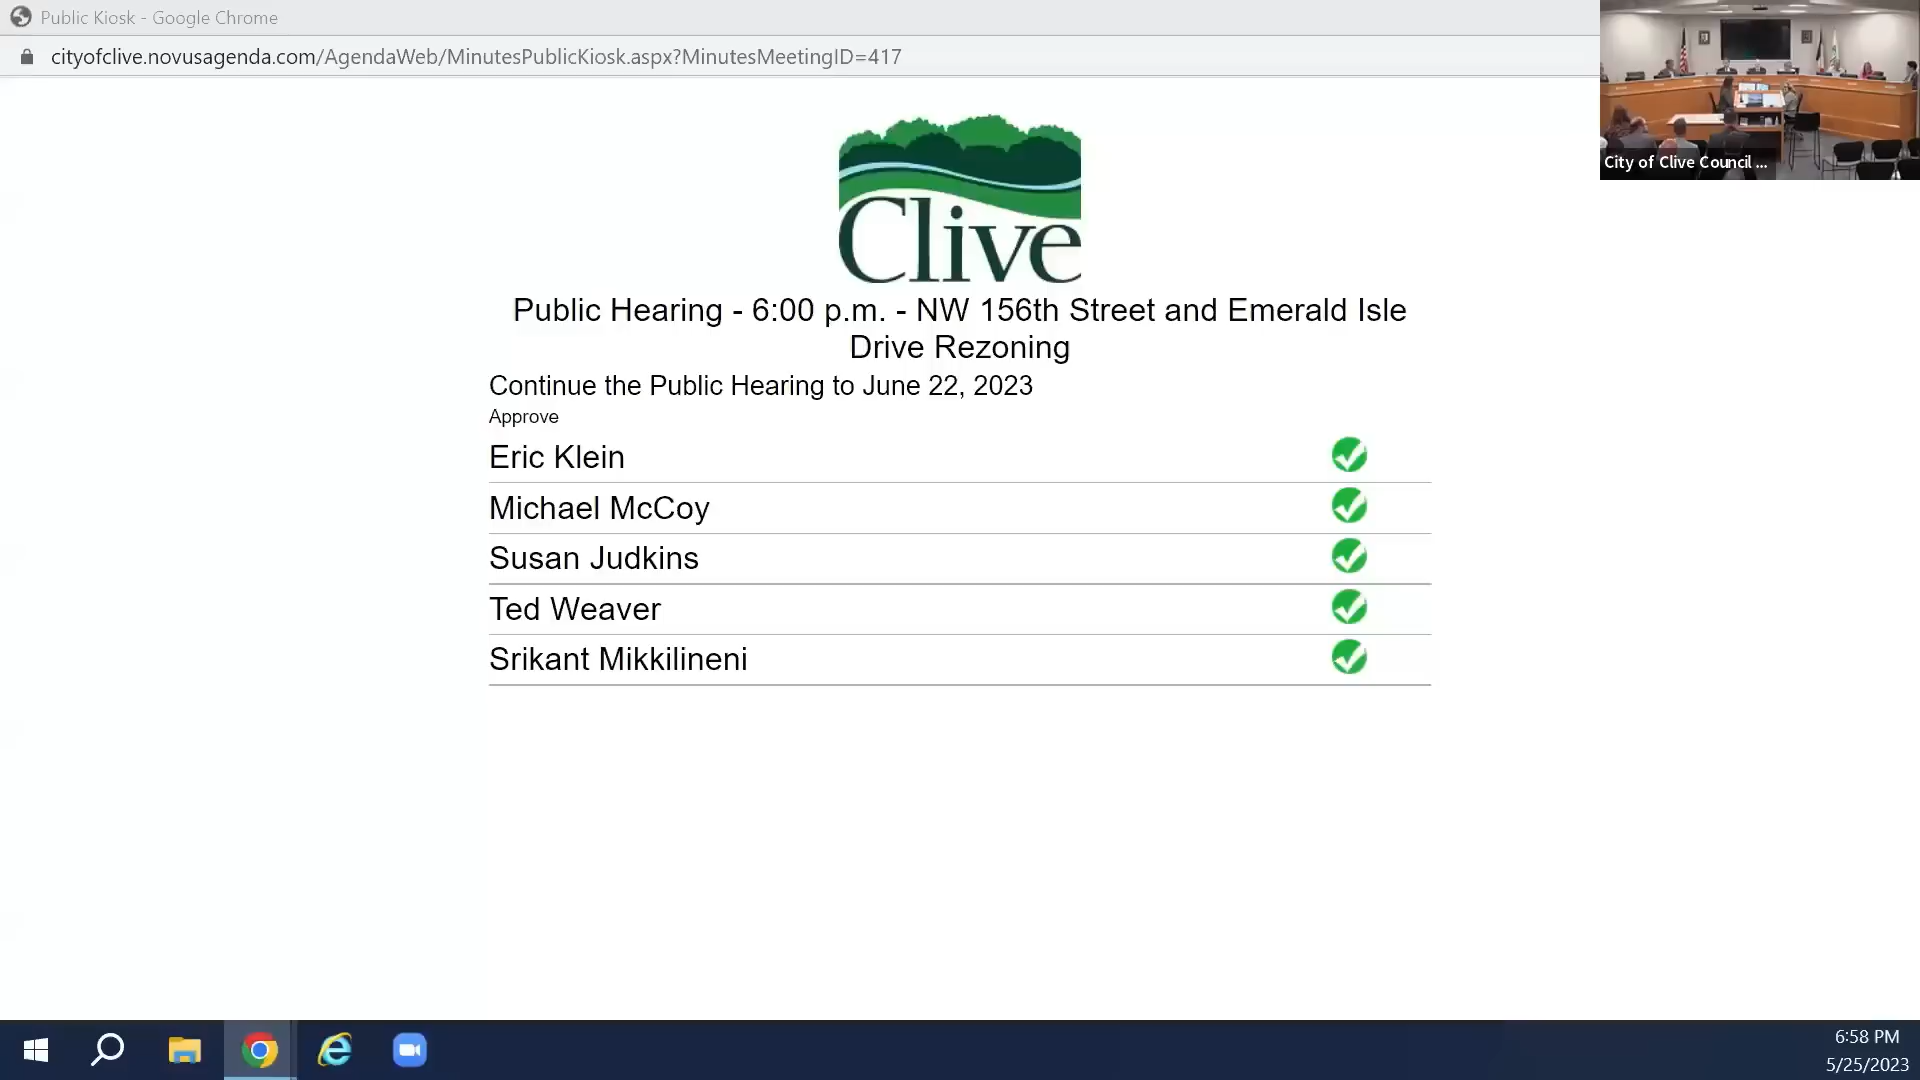 Public Kiosk - Google Chrome
cityofclive.novusagenda.com/AgendaWeb/MinutesPublicKiosk.aspx?MinutesMeetingID=417
City of Clive Council ...
Clive
Public Hearing - 6:00 p.m. - NW 156th Street and Emerald Isle
Drive Rezoning
Continue the Public Hearing to June 22, 2023
Approve
Eric Klein
Michael McCoy
Susan Judkins
Ted Weaver
Srikant Mikkilineni
6:58 PM
5/25/2023